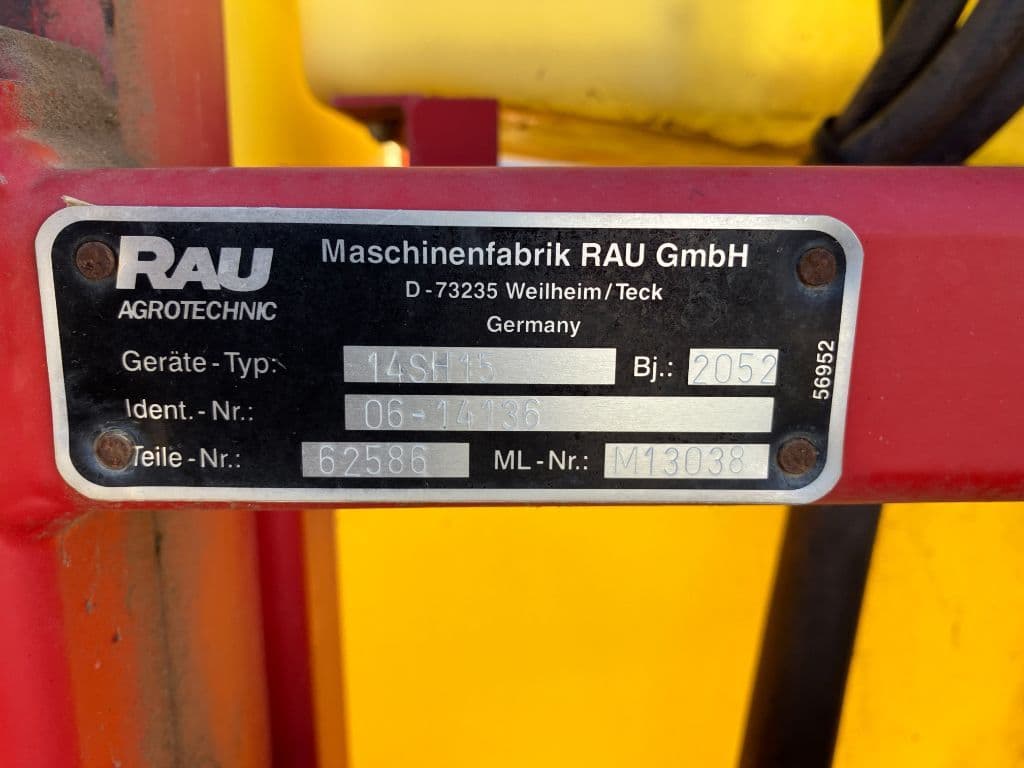 RAU
AGROTECHNIC
Maschinenfabrik RAU GmbH
D-73235 Weilheim/Teck
Germany
Geräte-Typ: 14SH15 Bj.: 2052
Ident.-Nr.: 06-14136
Teile-Nr.: 62586 ML-Nr.: M13038
56952